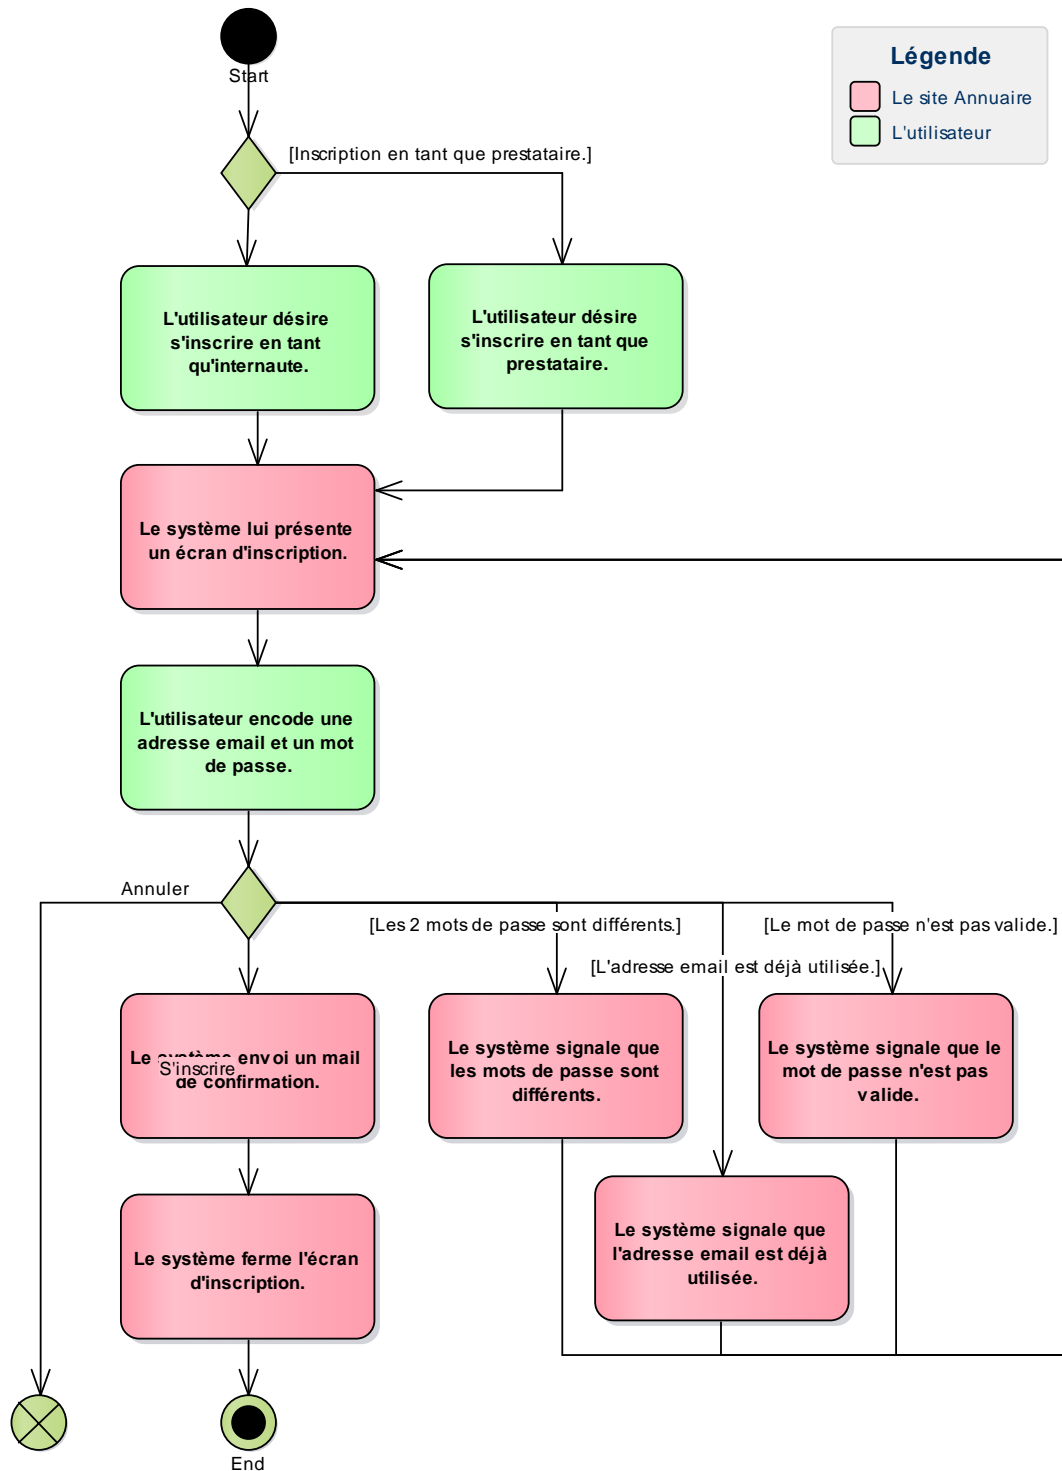 Start
Légende
Le site Annuaire
L'utilisateur
[Inscription en tant que prestataire.]
L'utilisateur désire
s'inscrire en tant
qu'internaute.
L'utilisateur désire
s'inscrire en tant que
prestataire.
Le système lui présente
un écran d'inscription.
L'utilisateur encode une
adresse email et un mot
de passe.
Annuler
[Les 2 mots de passe sont différents.]
[Le mot de passe n'est pas valide.]
[L'adresse email est déjà utilisée.]
Le système envoi un mail
de confirmation.
S'inscrire
Le système signale que
les mots de passe sont
différents.
Le système signale que le
mot de passe n'est pas
valide.
Le système signale que
l'adresse email est déjà
utilisée.
Le système ferme l'écran
d'inscription.
End